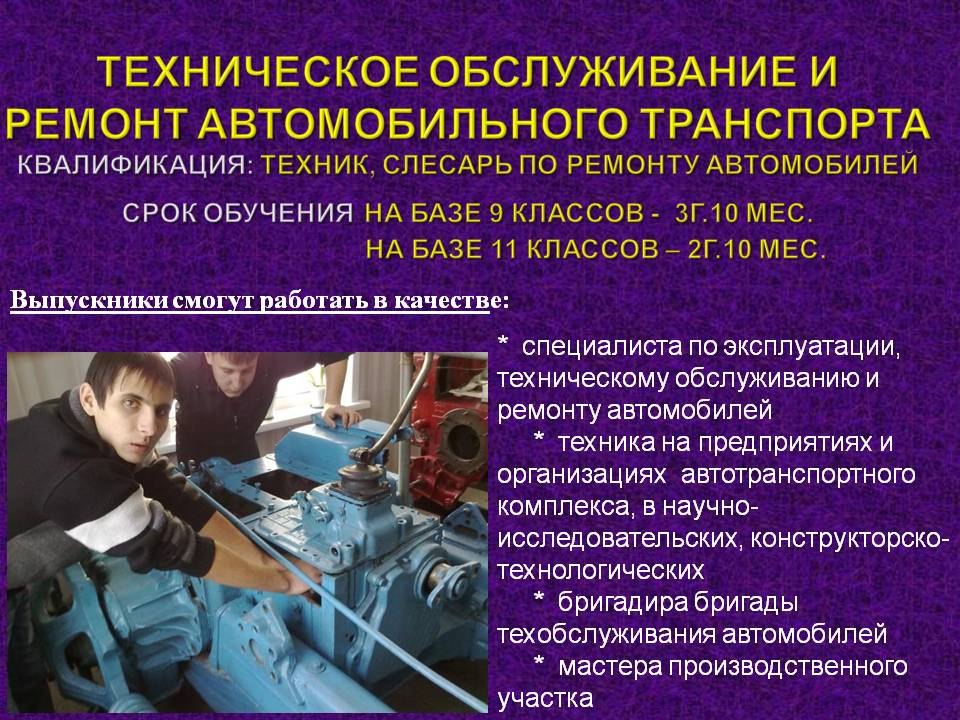 ТЕХНИЧЕСКОЕ ОБСЛУЖИВАНИЕ И
РЕМОНТ АВТОМОБИЛЬНОГО ТРАНСПОРТА
КВАЛИФИКАЦИЯ: ТЕХНИК, СЛЕСАРЬ ПО РЕМОНТУ АВТОМОБИЛЕЙ
СРОК ОБУЧЕНИЯ НА БАЗЕ 9 КЛАССОВ - 3Г.10 МЕС.
НА БАЗЕ 11 КЛАССОВ – 2Г.10 МЕС.
Выпускники смогут работать в качестве:
* специалиста по эксплуатации,
техническому обслуживанию и
ремонту автомобилей
* техника на предприятиях и
организациях автотранспортного
комплекса, в научно-
исследовательских, конструкторско-
технологических
* бригадира бригады
техобслуживания автомобилей
* мастера производственного
участка